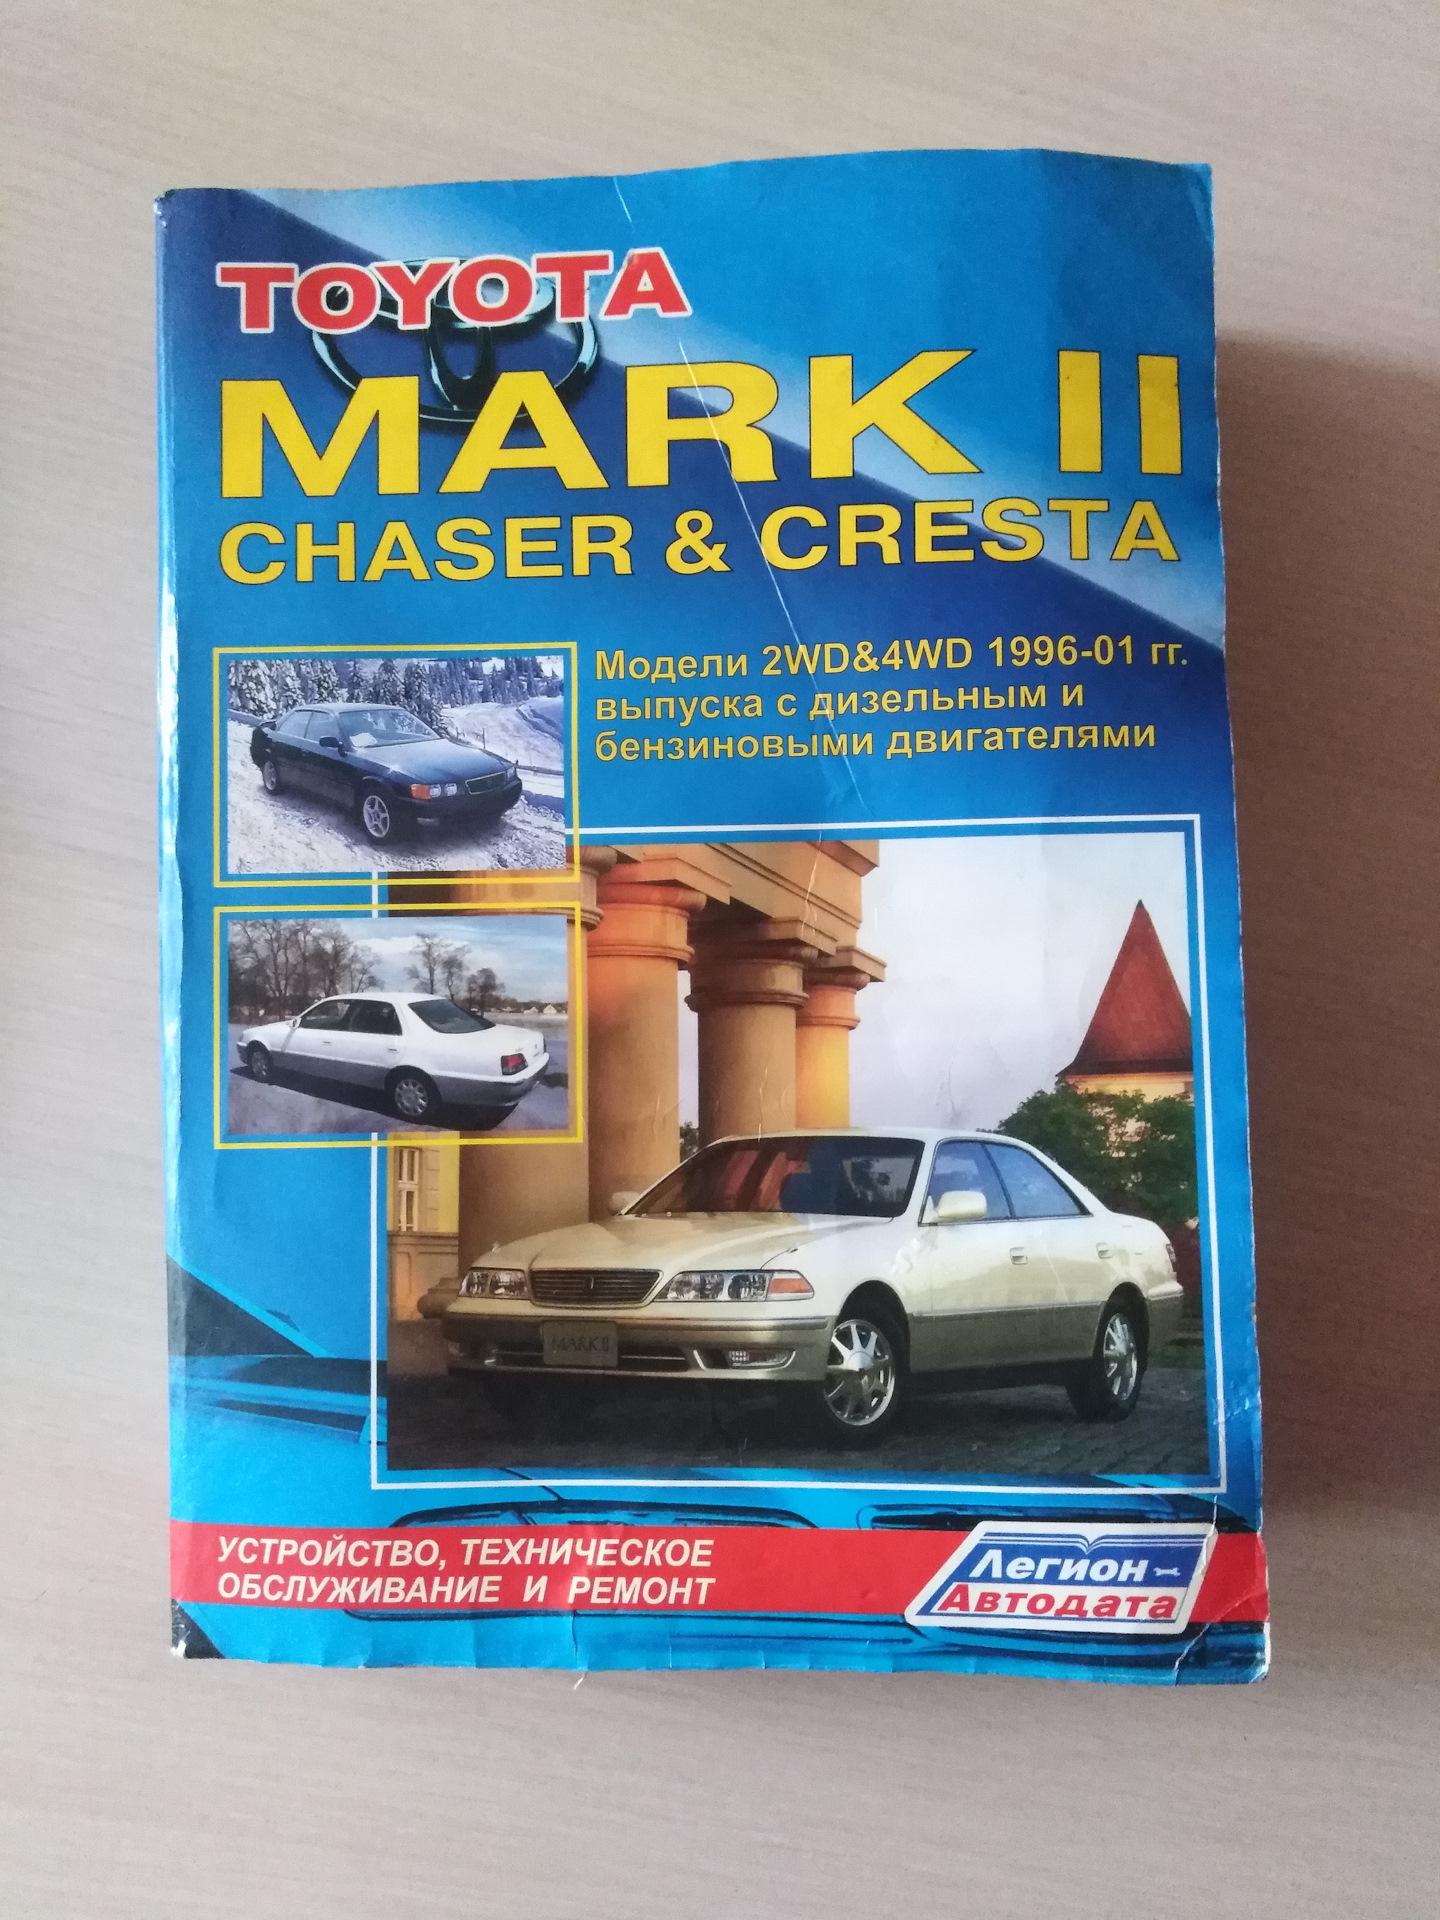 TOYOTA
MARK II
CHASER & CRESTA
Модели 2WD&4WD 1996-01 гг.
выпуска с дизельным и
бензиновыми двигателями
MARK II
УСТРОЙСТВО, ТЕХНИЧЕСКОЕ
ОБСЛУЖИВАНИЕ И РЕМОНТ
Легион-
Автодата